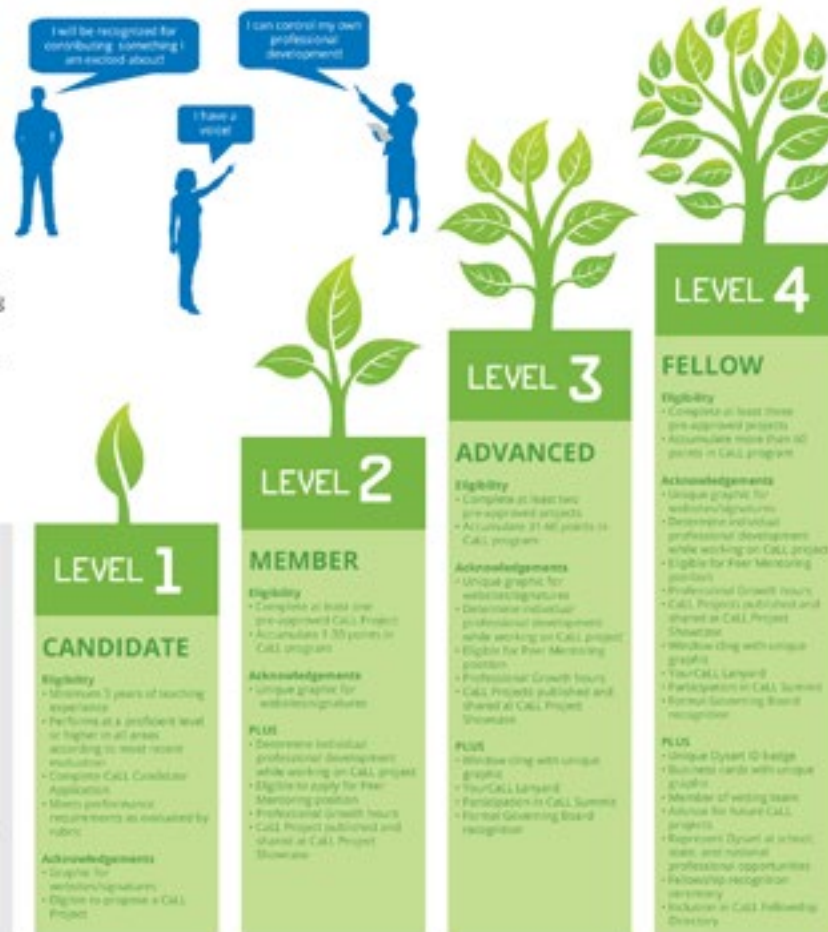 I will be recognized for
contributing something I
am excited about!
I can control my own
professional
development!
I have a
voice!
g
LEVEL 1
CANDIDATE
Eligibility
• Minimum 3 years of teaching
experience
• Performs at a proficient level
or higher in all areas
according to most recent
evaluation
• Complete CaLL Candidate
Application
• Meets performance
requirements as evaluated by
rubric
Acknowledgements
• Graphic for
websites/signatures
• Eligible to propose a CaLL
Project
LEVEL 2
MEMBER
Eligibility
• Complete at least one
pre-approved CaLL Project
• Accumulate points in
CaLL program
Acknowledgements
• Unique graphic for
websites/signatures
PLUS
• Determine individual
professional development
while working on CaLL project
• Eligible to apply for Peer
Mentoring position
• Professional Growth hours
• CaLL Project published and
shared at CaLL Project
Showcase
LEVEL 3
ADVANCED
Eligibility
• Complete at least two
pre-approved projects
• Accumulate 31-60 points in
CaLL program
Acknowledgements
• Unique graphic for
websites/signatures
• Determine individual
professional development
while working on CaLL project
• Eligible for Peer Mentoring
position
• Professional Growth hours
• CaLL Projects published and
shared at CaLL Project
Showcase
PLUS
• Window cling with unique
graphic
• YourCaLL Lanyard
• Participation in CaLL Summit
• Formal Governing Board
recognition
LEVEL 4
FELLOW
Eligibility
• Complete at least three
pre-approved projects
• Accumulate more than 60
points in CaLL program
Acknowledgements
• Unique graphic for
websites/signatures
• Determine individual
professional development
while working on CaLL project
• Eligible for Peer Mentoring
position
• Professional Growth hours
• CaLL Projects published and
shared at CaLL Project
Showcase
• Window cling with unique
graphic
• YourCaLL Lanyard
• Participation in CaLL Summit
• Formal Governing Board
recognition
PLUS
• Unique Dysart ID badge
• Business cards with unique
graphic
• Member of vetting team
• Advise for future CaLL
projects
• Represent Dysart at school,
state, and national
professional opportunities
• Fellowship recognition
ceremony
• Inclusion in CaLL Fellowship
Directory